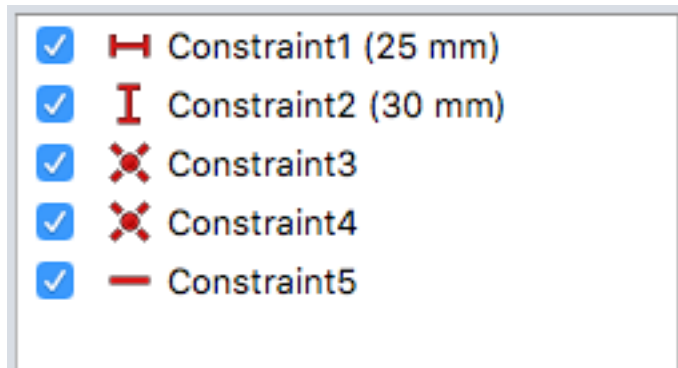 Constraint1 (25 mm)
Constraint2 (30 mm)
Constraint3
Constraint4
Constraint5